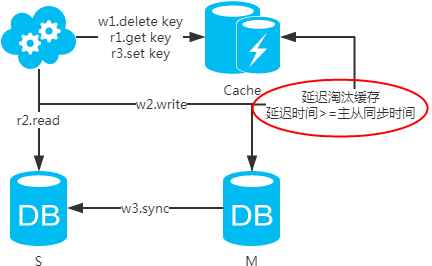 w1.delete key
r1.get key
r3.set key
Cache
延迟淘汰缓存
延迟时间>=主从同步时间
w2.write
r2.read
DB
w3.sync
DB
S
M